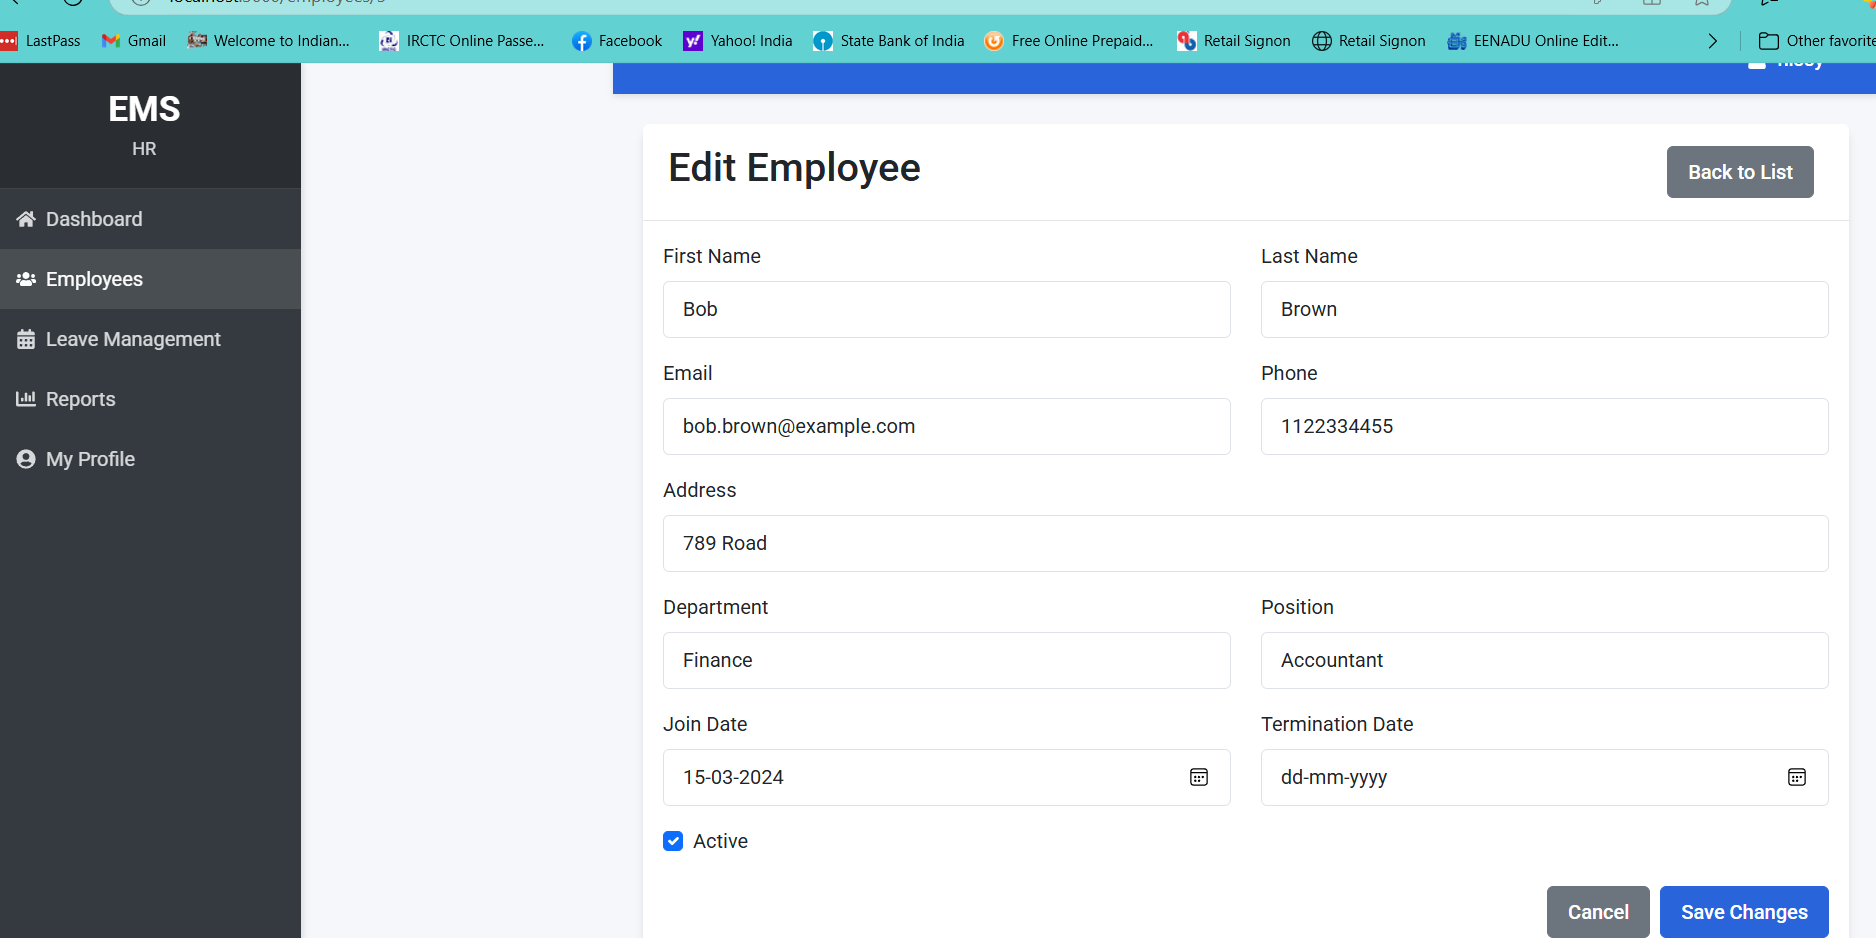 LastPass Gmail Welcome to Indian... IRCTC Online Passe... Facebook Yahoo! India State Bank of India Free Online Prepaid... Retail Signon Retail Signon EENADU Online Edit... Other favorite
EMS
HR
Dashboard
Employees
Leave Management
Reports
My Profile
Edit Employee
Back to List
First Name Last Name
Bob Brown
Email Phone
bob.brown@example.com 1122334455
Address
789 Road
Department Position
Finance Accountant
Join Date Termination Date
15-03-2024 dd-mm-yyyy
Active
Cancel Save Changes